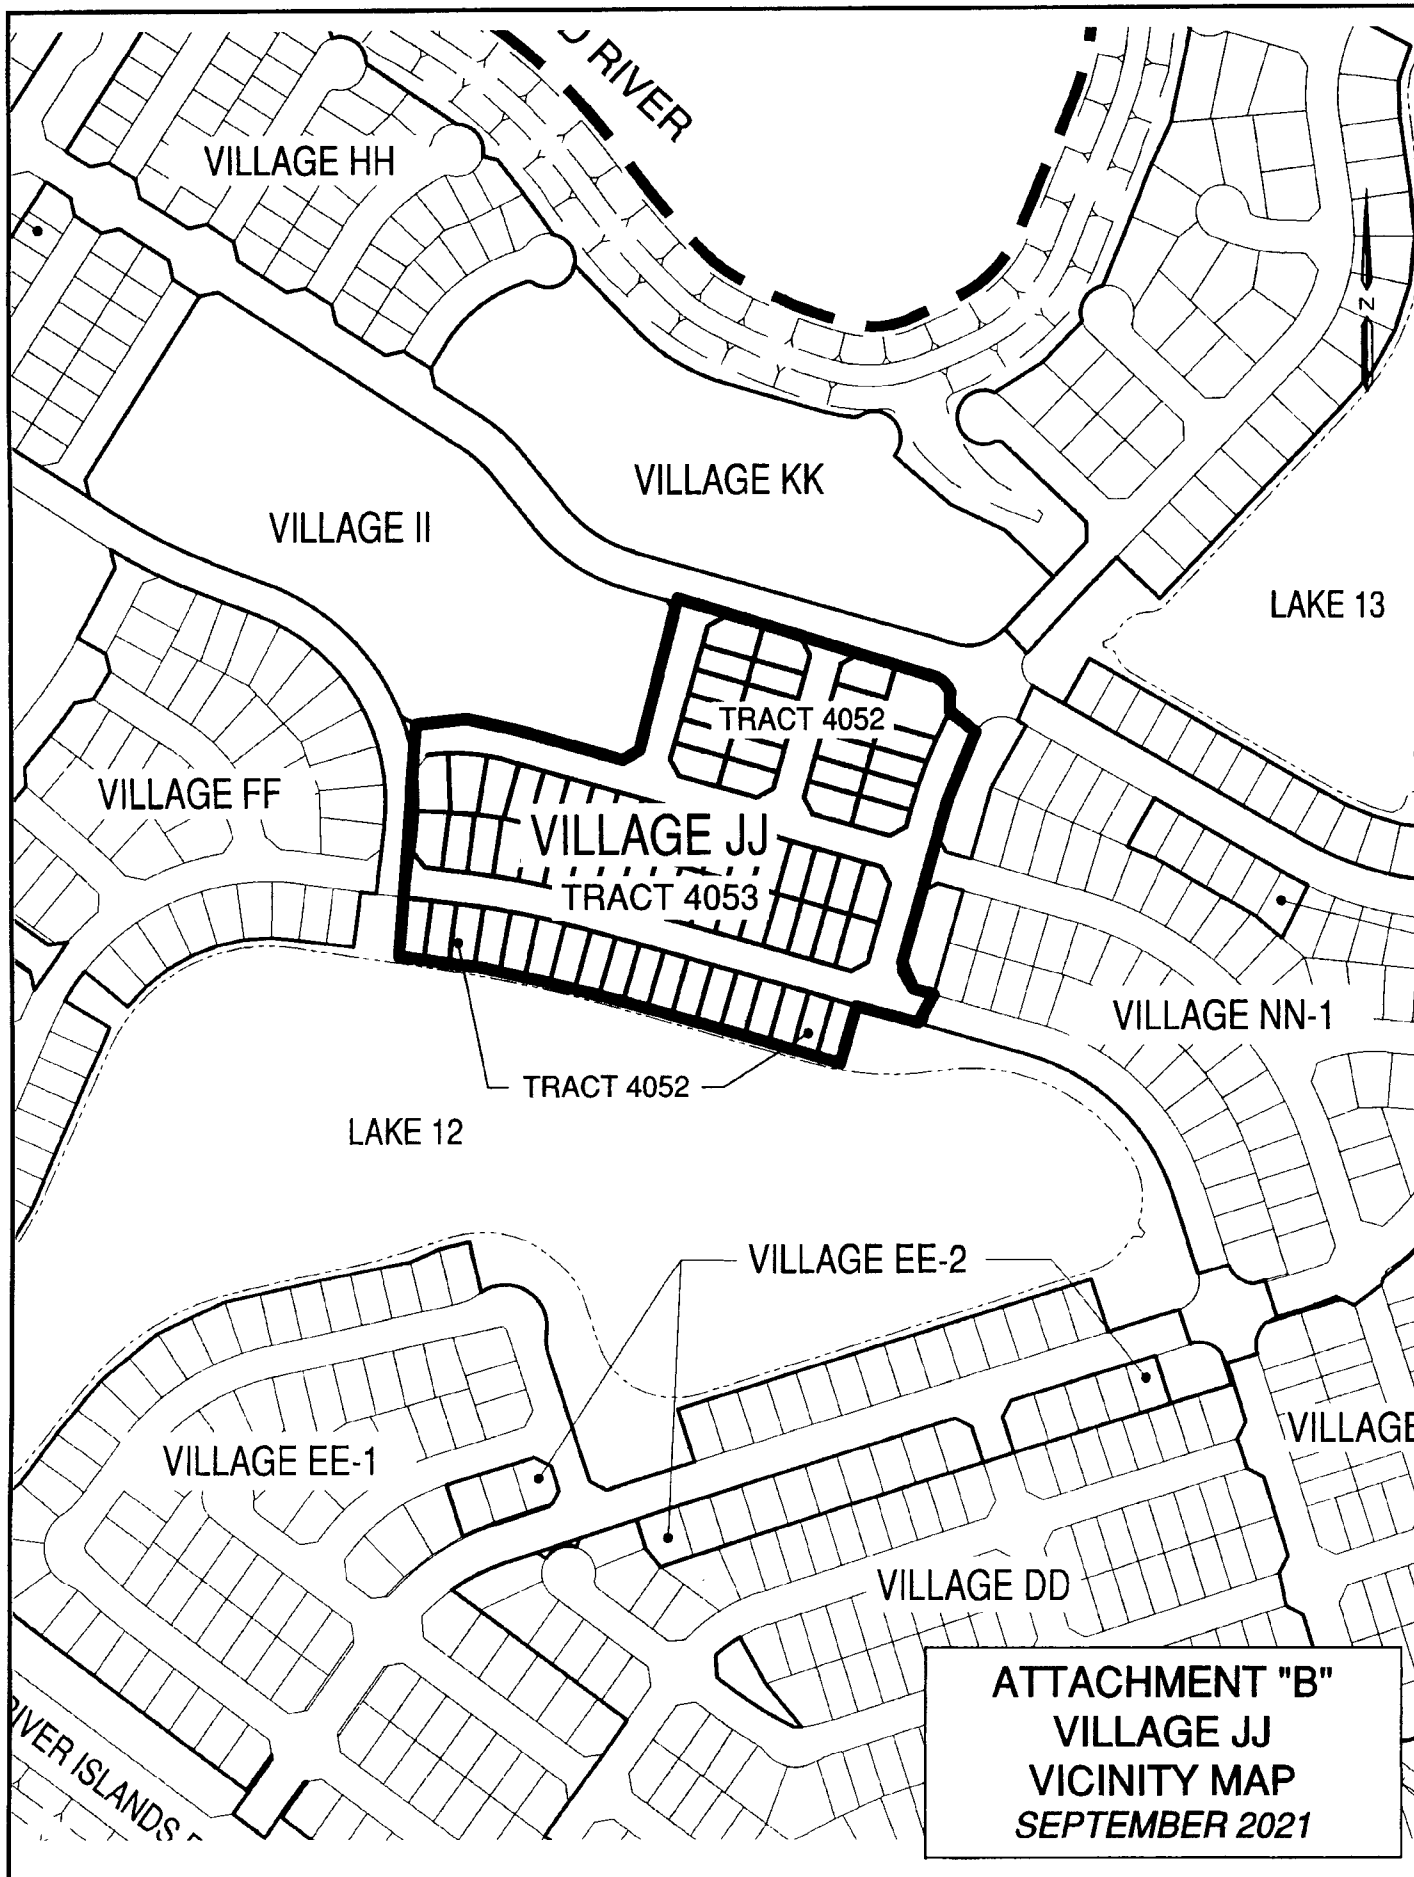 RIVER
VILLAGE HH
N
VILLAGE KK
VILLAGE II
LAKE 13
TRACT 4052
VILLAGE FF
VILLAGE JJ
TRACT 4053
VILLAGE NN-1
TRACT 4052
LAKE 12
VILLAGE EE-2
VILLAGE
VILLAGE EE-1
VILLAGE DD
RIVER ISLANDS
ATTACHMENT "B"
VILLAGE JJ
VICINITY MAP
SEPTEMBER 2021